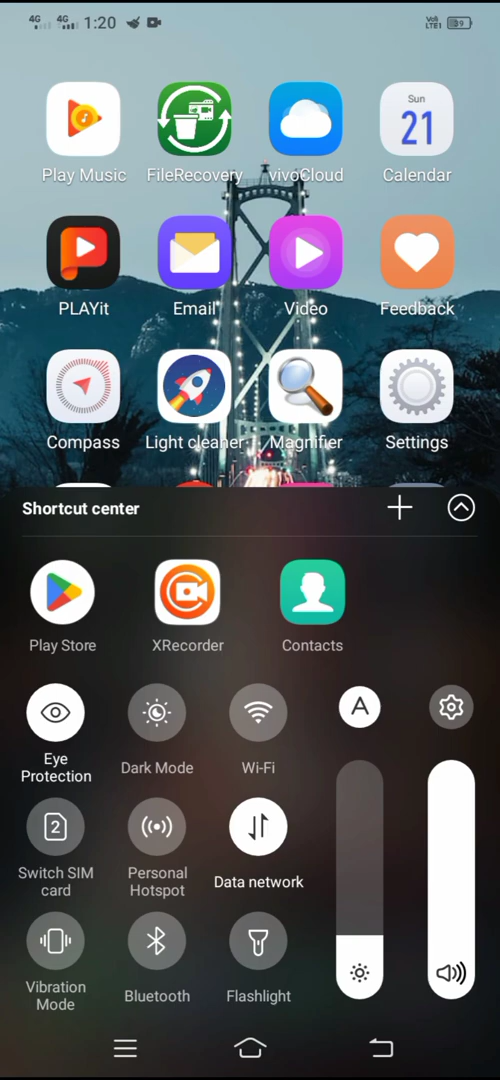 4G 4G 1:20 Vo)) LTE1 39
Sun
21
Play Music FileRecovery vivoCloud Calendar
PLAYit Email Video Feedback
Compass Light cleaner Magnifier Settings
Shortcut center
Play Store XRecorder Contacts
A
Eye
Protection Dark Mode Wi-Fi
2
Switch SIM
card
Personal
Hotspot
Data network
Vibration
Mode
Bluetooth Flashlight